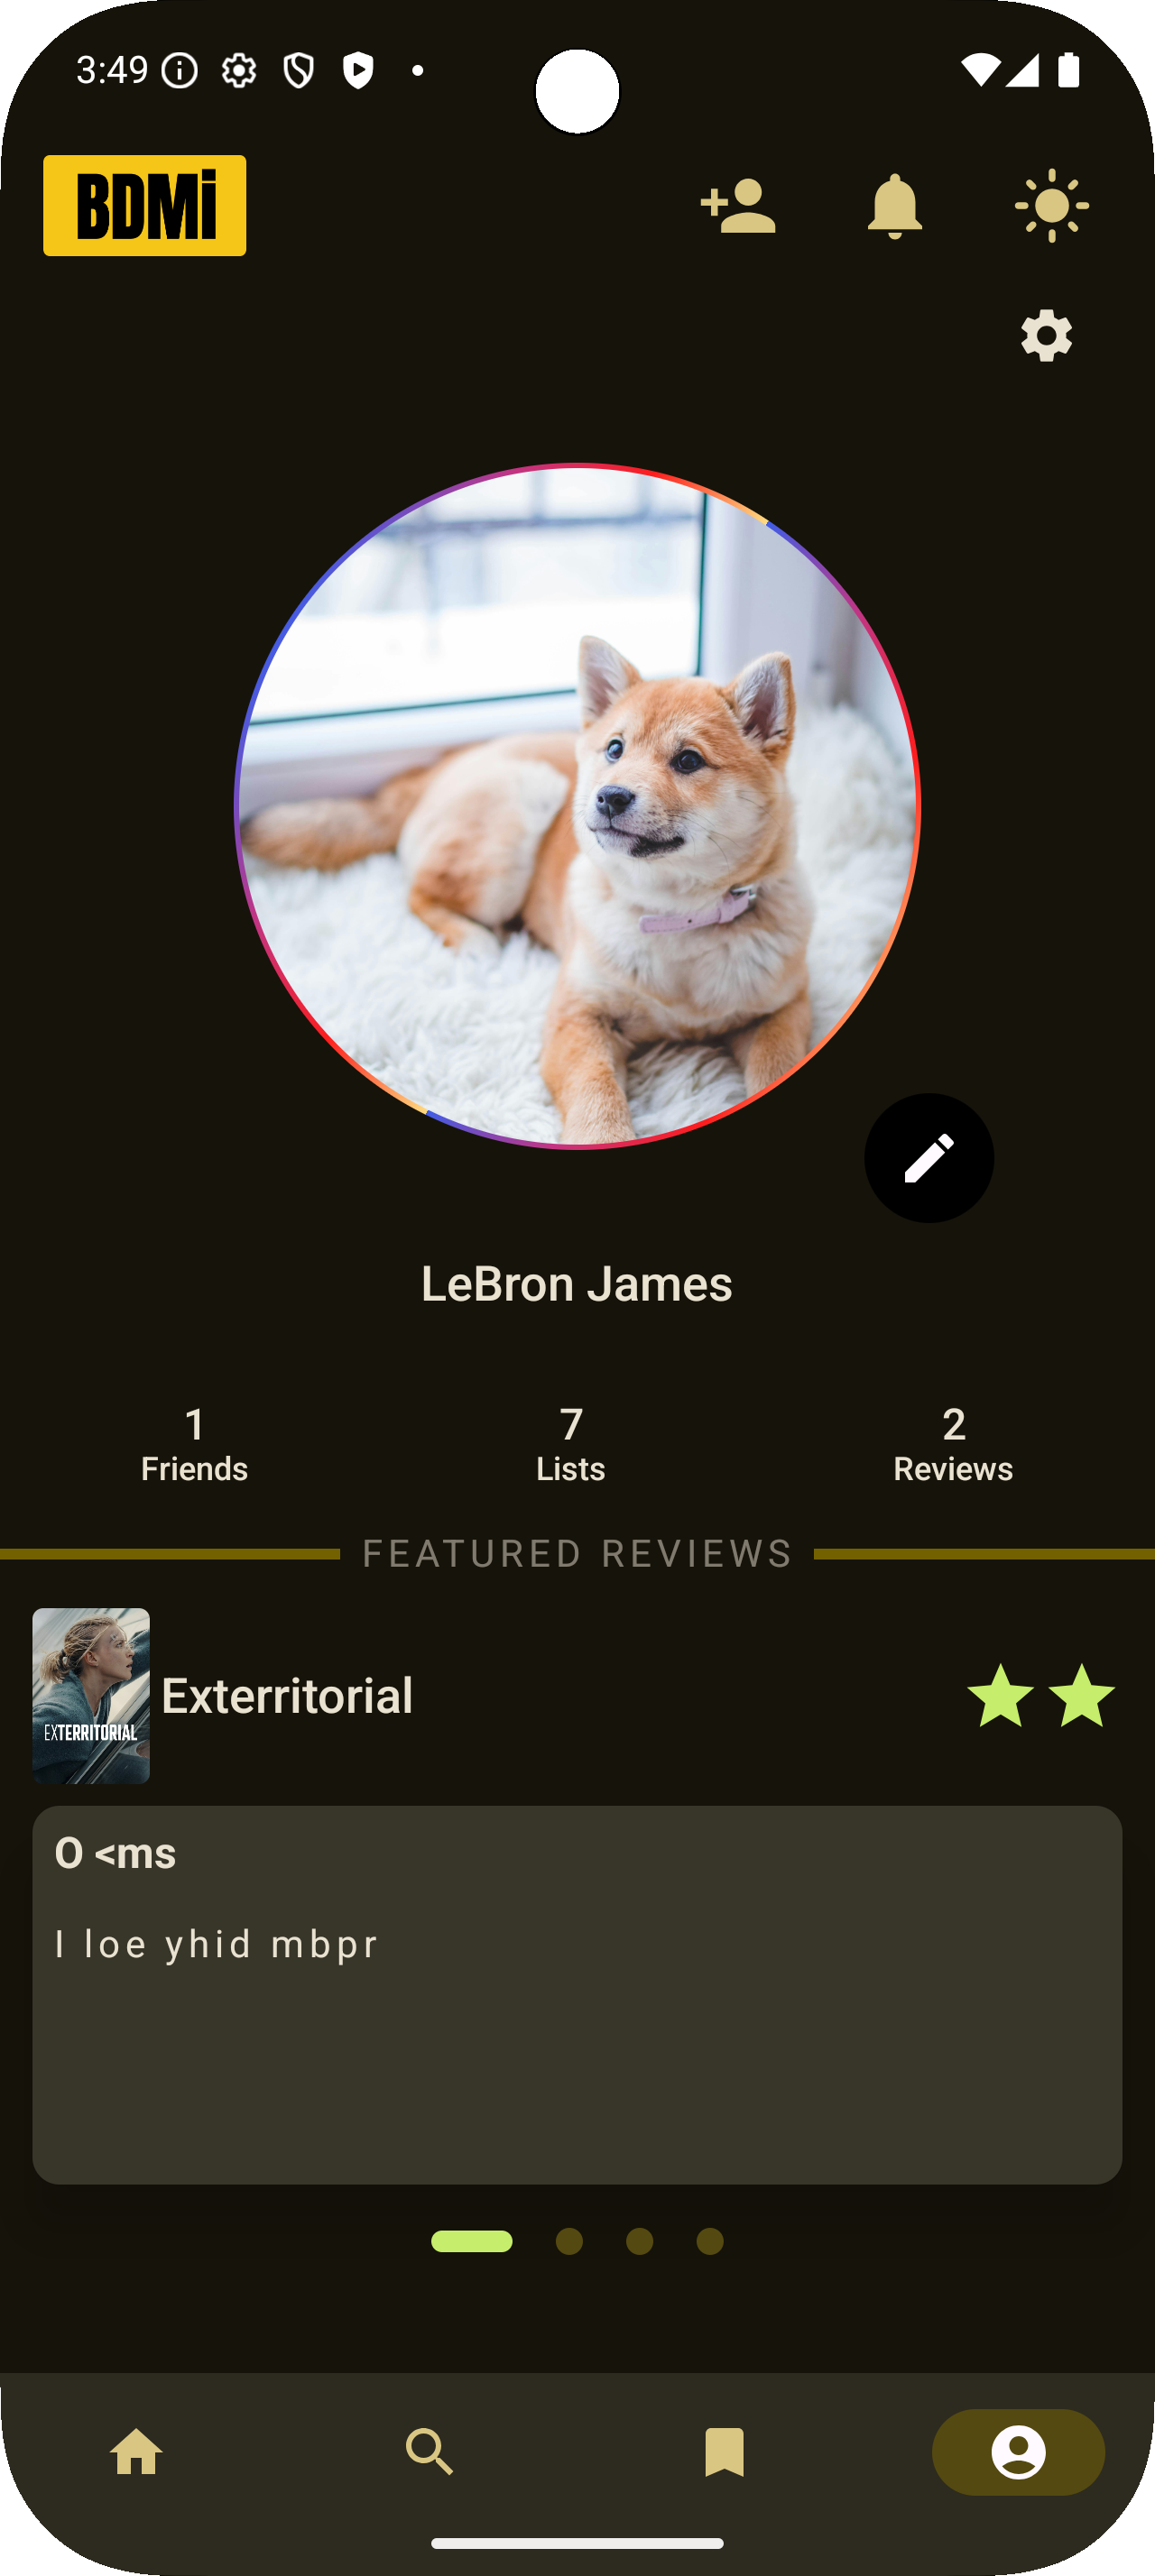 3:49
BDMi
LeBron James
1 7 2
Friends Lists Reviews
FEATURED REVIEWS
EXTERRITORIAL
Exterritorial
O <ms
I loe yhid mbpr